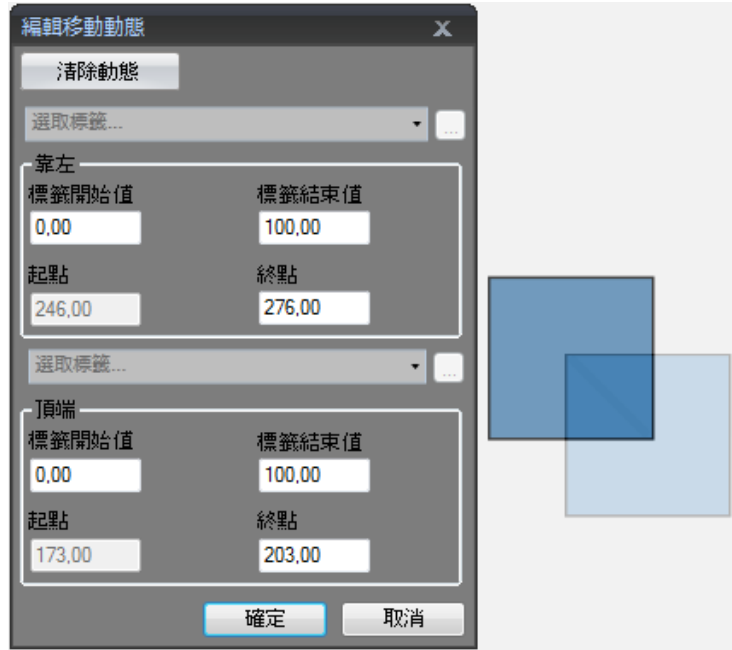 編輯移動動態 x
清除動態
選取標籤... ...
靠左
標籤開始值 標籤結束值
0,00 100,00
起點 終點
246,00 276,00
選取標籤... ...
頂端
標籤開始值 標籤結束值
0,00 100,00
起點 終點
173,00 203,00
確定 取消